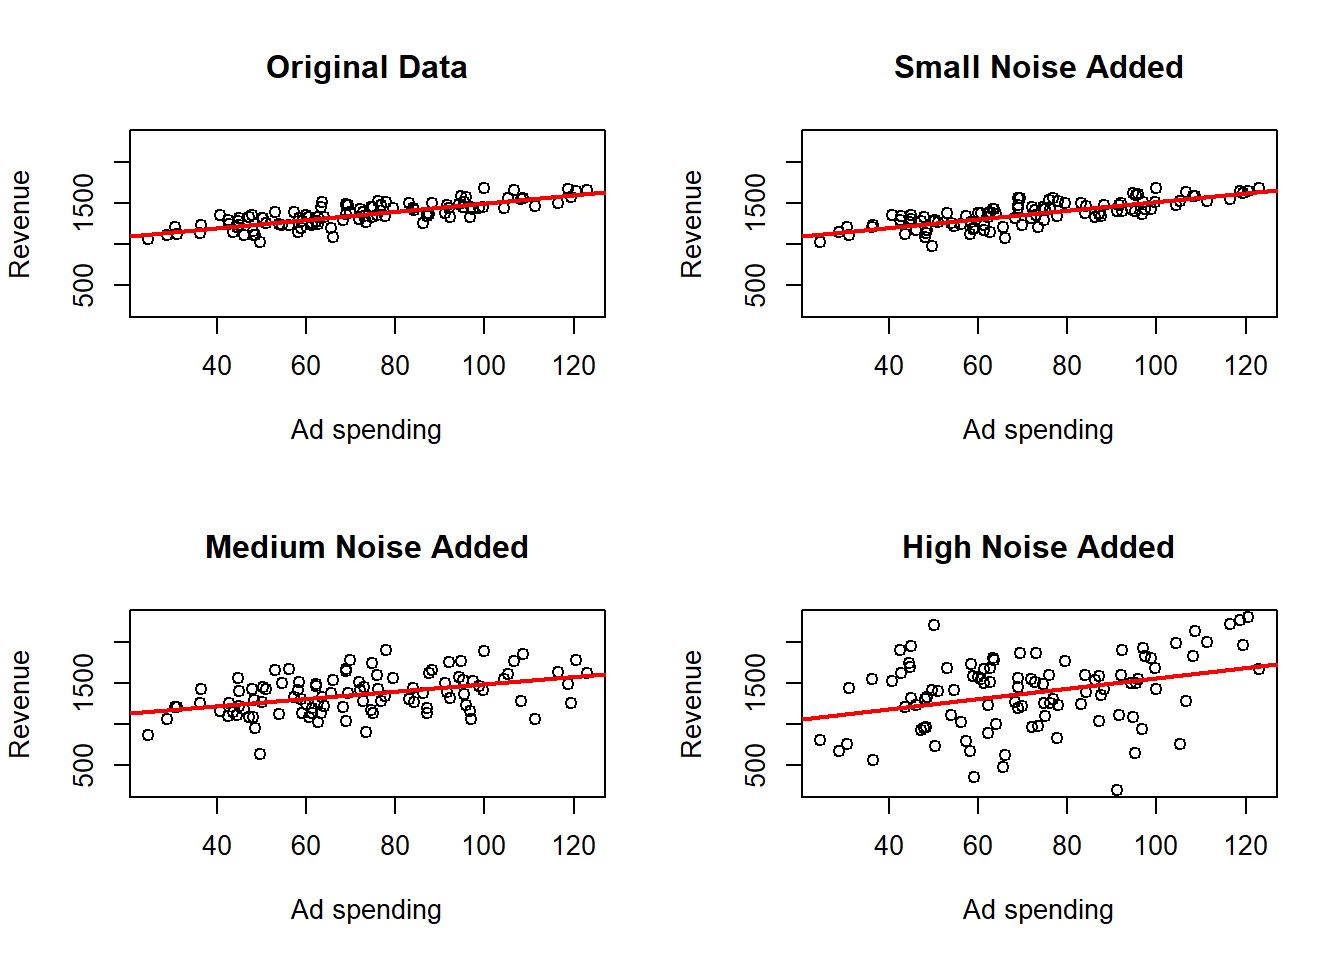 Original Data
Revenue
500
1500
40 60 80 100 120
Ad spending
Small Noise Added
Revenue
500
1500
40 60 80 100 120
Ad spending
Medium Noise Added
Revenue
500
1500
40 60 80 100 120
Ad spending
High Noise Added
Revenue
500
1500
40 60 80 100 120
Ad spending